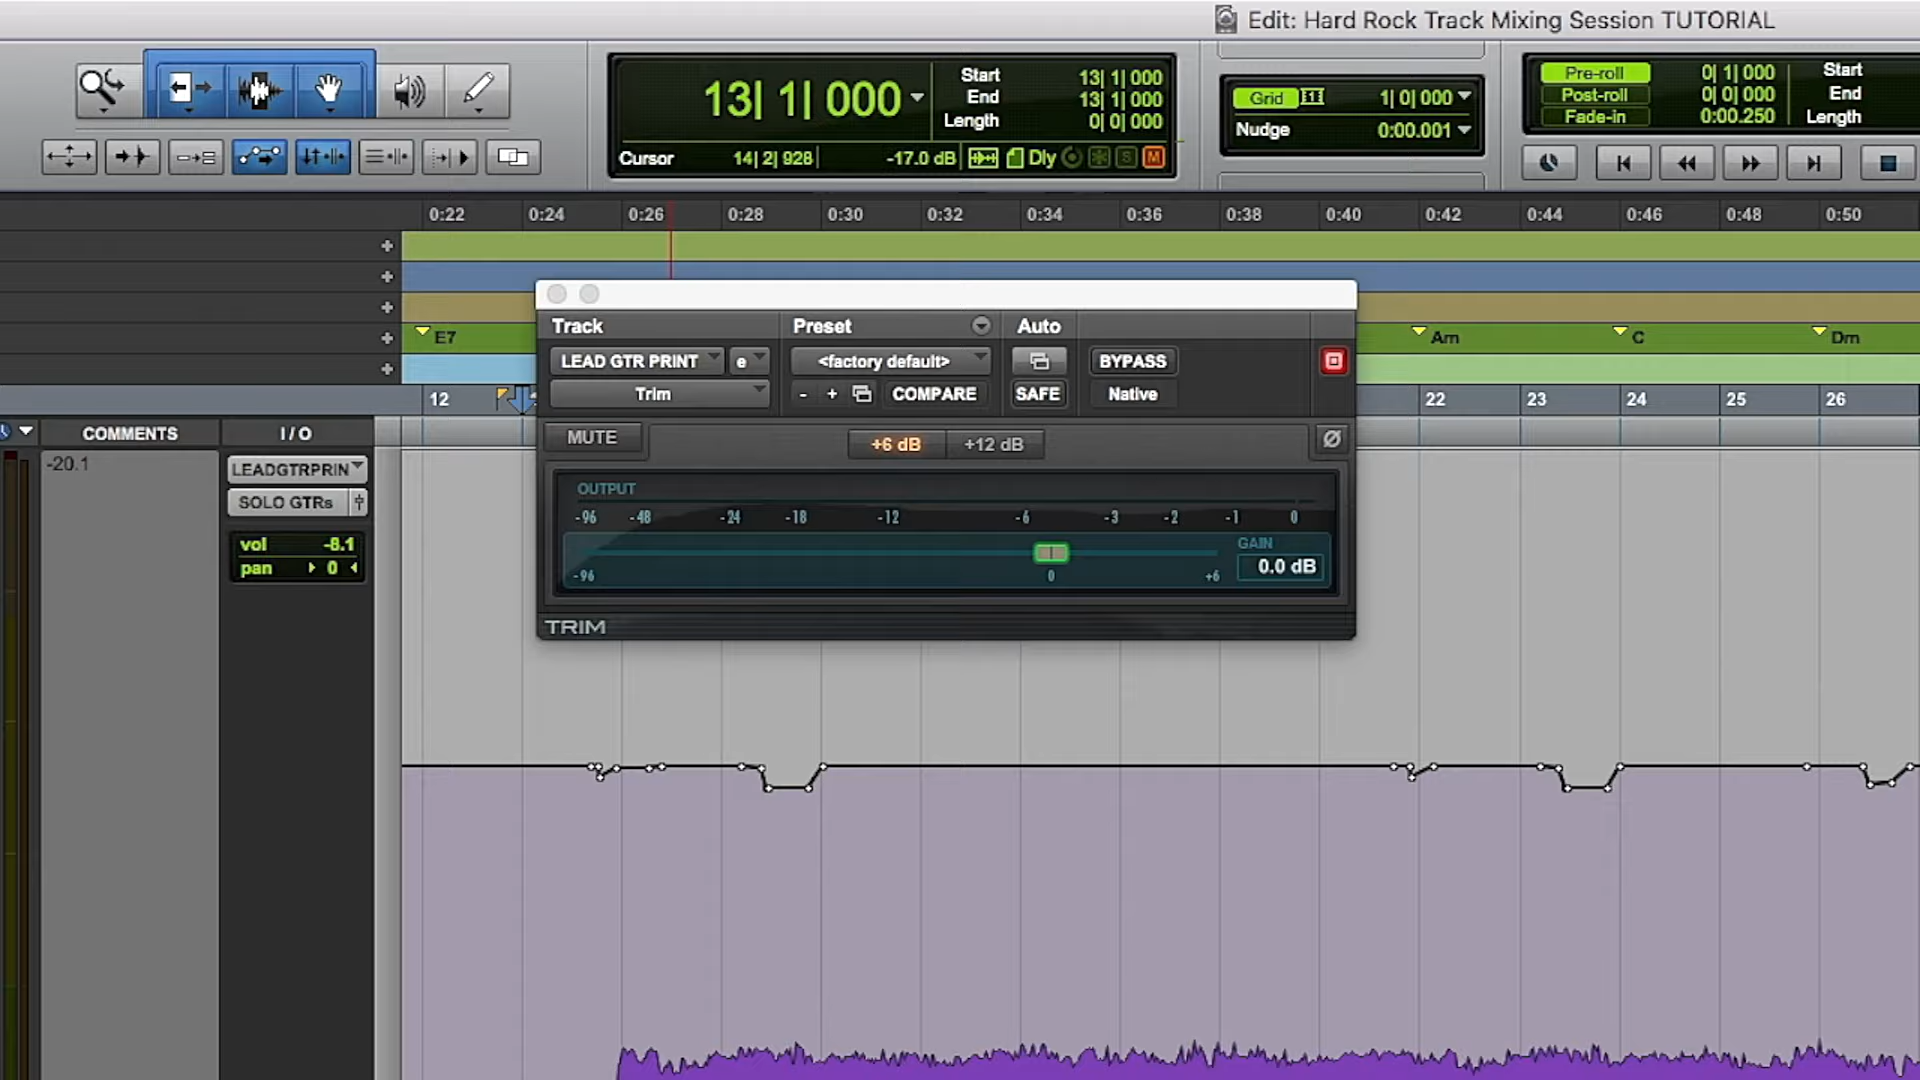 Edit: Hard Rock Track Mixing Session TUTORIAL
13| 1| 000
Start 13| 1| 000
End 13| 1| 000
Length 0| 0| 000
Cursor 14| 2| 928 -17.0 dB Dly S M
Grid 1| 0| 000
Nudge 0:00.001
Pre-roll 0| 1| 000 Start
Post-roll 0| 0| 000 End
Fade-in 0:00.250 Length
0:22 0:24 0:26 0:28 0:30 0:32 0:34 0:36 0:38 0:40 0:42 0:44 0:46 0:48 0:50
E7 Am C Dm
12 22 23 24 25 26
Track Preset Auto
LEAD GTR PRINT e <factory default> BYPASS
Trim - + COMPARE SAFE Native
MUTE +6 dB +12 dB Ø
OUTPUT
-96 -48 -24 -18 -12 -6 -3 -2 -1 0
GAIN
0.0 dB
-96 0 +6
TRIM
COMMENTS I / O
-20.1
LEADGTRPRIN
SOLO GTRs
vol -8.1
pan 0